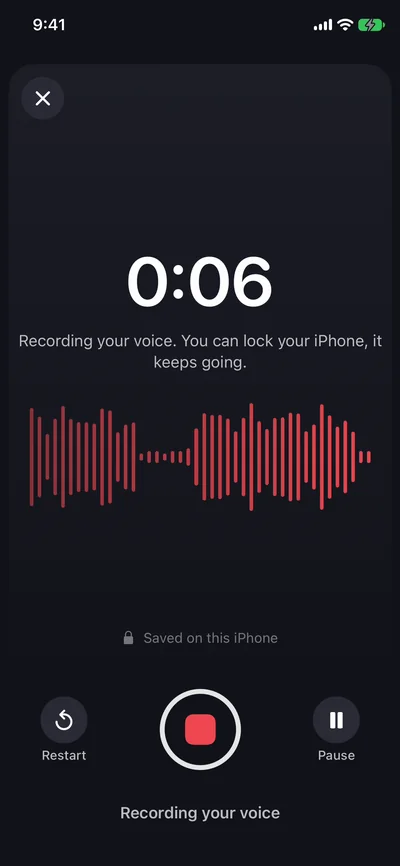 9:41
0:06
Recording your voice. You can lock your iPhone, it
keeps going.
Saved on this iPhone
Restart
Pause
Recording your voice